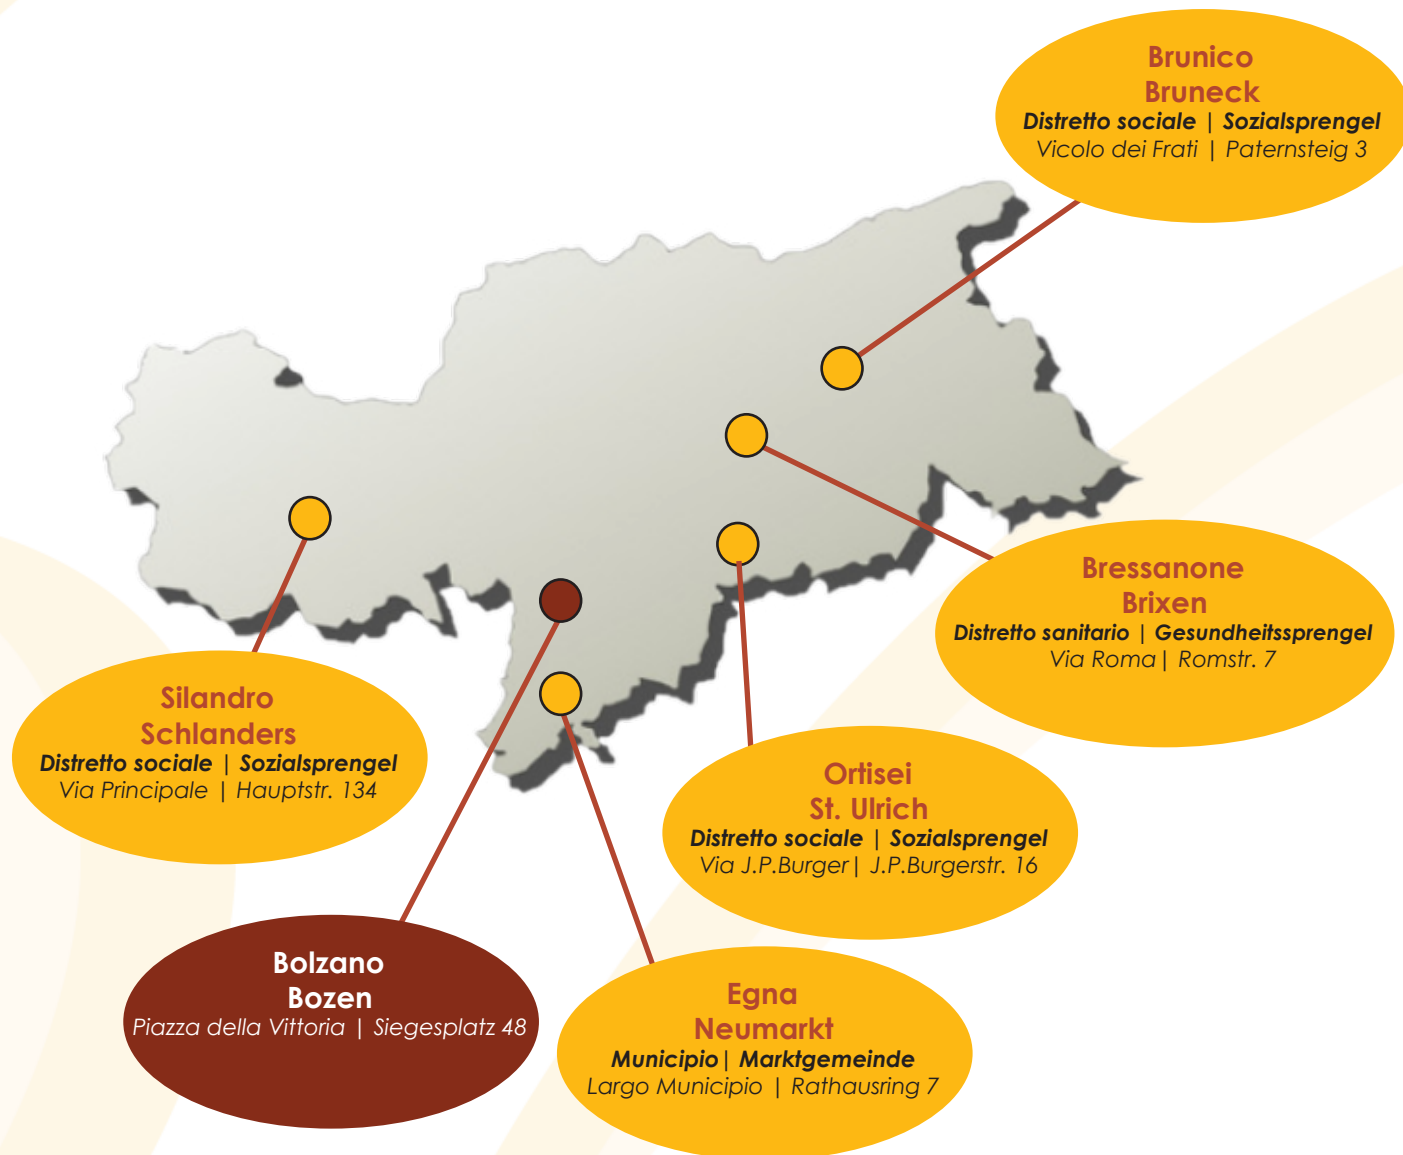 Brunico
Bruneck
Distretto sociale | Sozialsprengel
Vicolo dei Frati | Paternsteig 3
Bressanone
Brixen
Distretto sanitario | Gesundheitssprengel
Via Roma| Romstr. 7
Silandro
Schlanders
Distretto sociale | Sozialsprengel
Via Principale | Hauptstr. 134
Ortisei
St. Ulrich
Distretto sociale | Sozialsprengel
Via J.P.Burger| J.P.Burgerstr. 16
Bolzano
Bozen
Piazza della Vittoria | Siegesplatz 48
Egna
Neumarkt
Municipio| Marktgemeinde
Largo Municipio | Rathausring 7